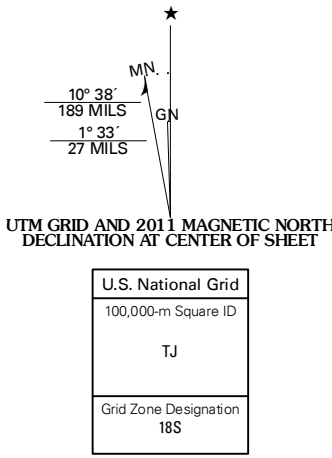 ★
MN
10° 38´
189 MILS
GN
1° 33´
27 MILS
UTM GRID AND 2011 MAGNETIC NORTH
DECLINATION AT CENTER OF SHEET
U.S. National Grid
100,000-m Square ID
TJ
Grid Zone Designation
18S